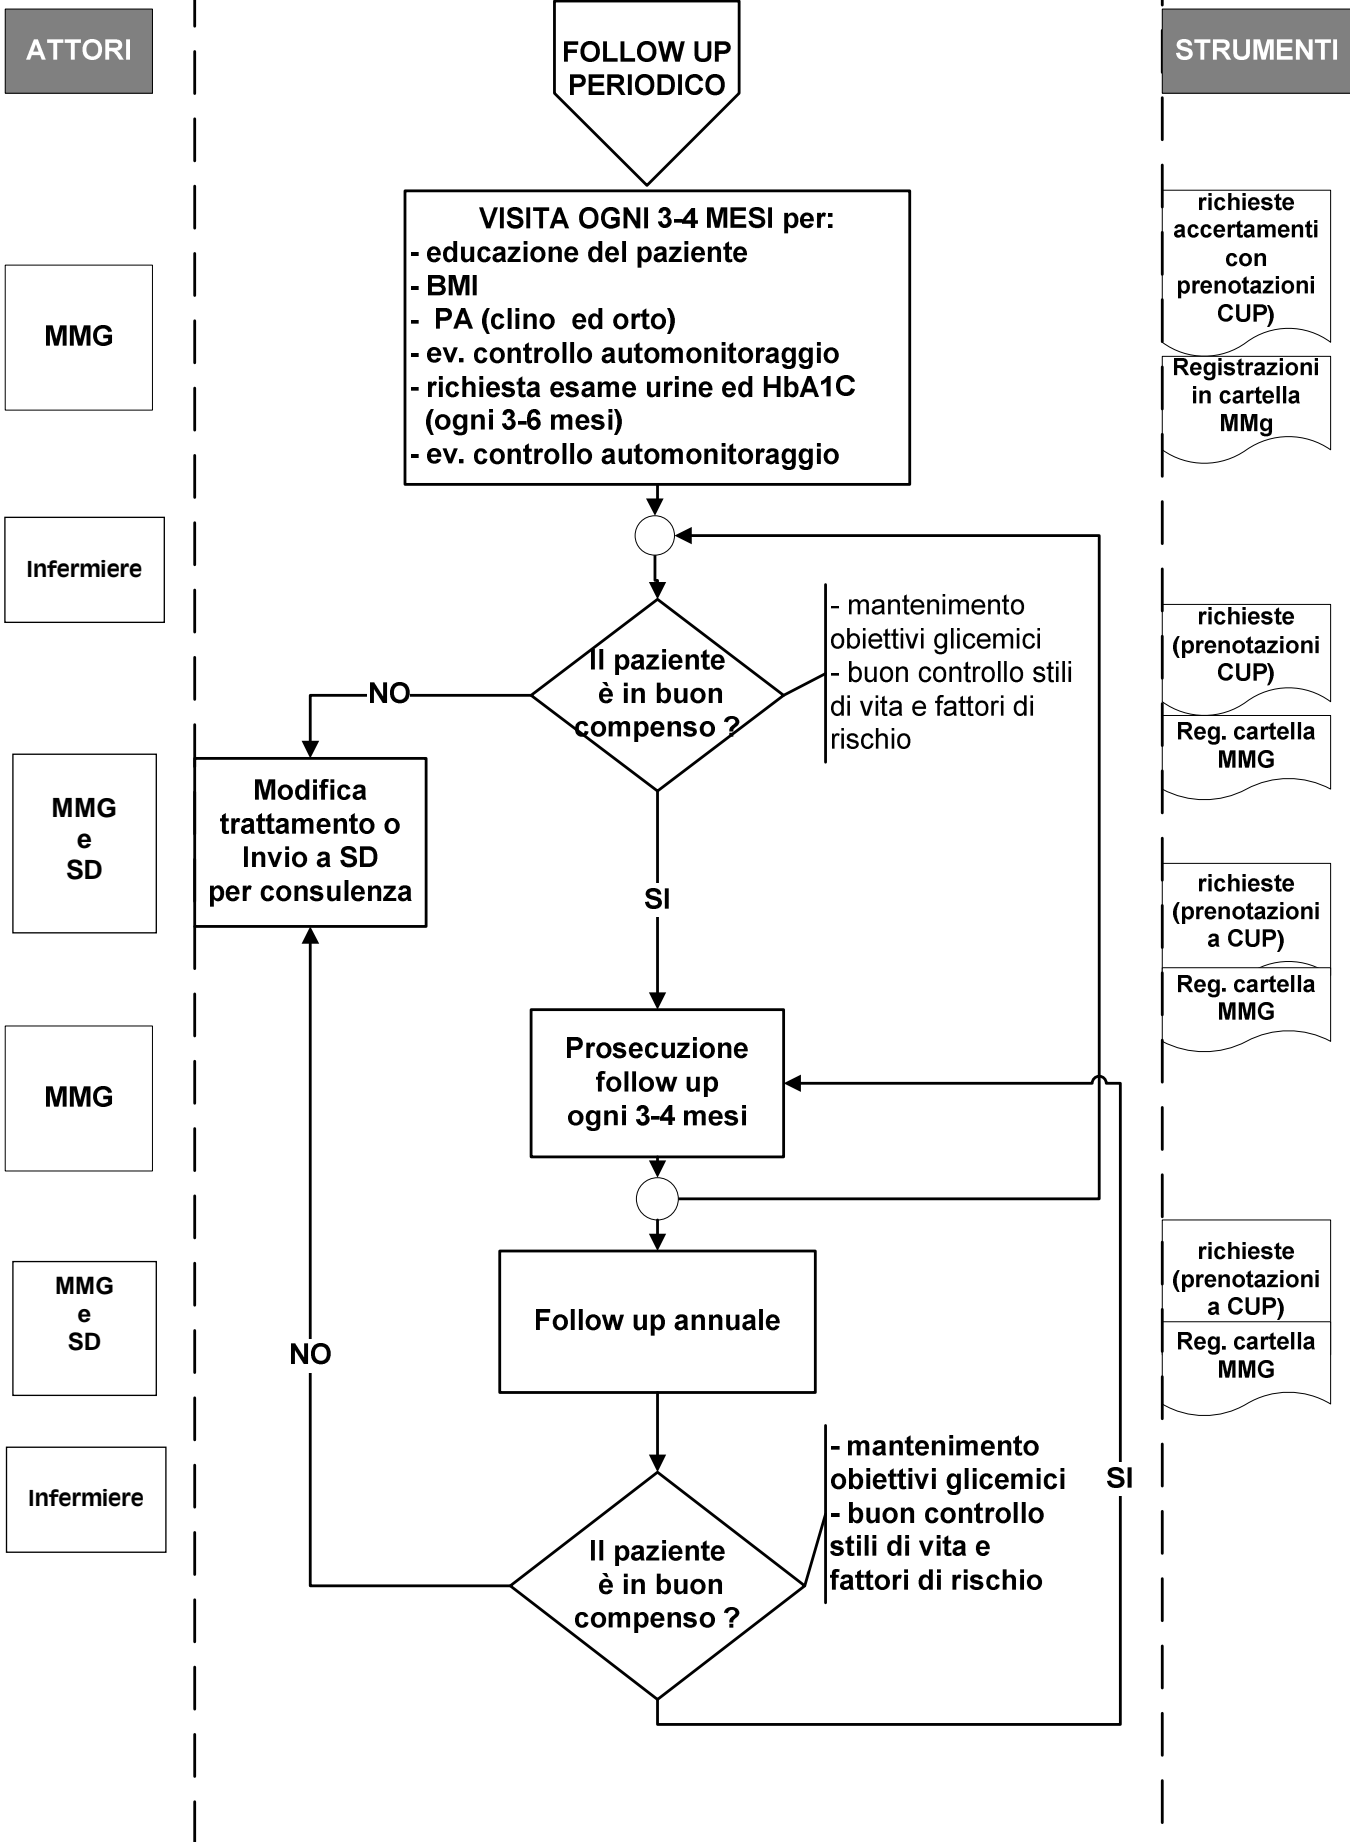 ATTORI
FOLLOW UP
PERIODICO
STRUMENTI
VISITA OGNI 3-4 MESI per:
- educazione del paziente
- BMI
- PA (clino ed orto)
- ev. controllo automonitoraggio
- richiesta esame urine ed HbA1C
(ogni 3-6 mesi)
- ev. controllo automonitoraggio
MMG
richieste
accertamenti
con
prenotazioni
CUP)
Registrazioni
in cartella
MMg
Infermiere
Il paziente
è in buon
compenso ?
- mantenimento
obiettivi glicemici
- buon controllo stili
di vita e fattori di
rischio
richieste
(prenotazioni
CUP)
Reg. cartella
MMG
NO
MMG
e
SD
Modifica
trattamento o
Invio a SD
per consulenza
SI
richieste
(prenotazioni
a CUP)
Reg. cartella
MMG
MMG
Prosecuzione
follow up
ogni 3-4 mesi
MMG
e
SD
Follow up annuale
richieste
(prenotazioni
a CUP)
Reg. cartella
MMG
NO
Infermiere
Il paziente
è in buon
compenso ?
- mantenimento
obiettivi glicemici
- buon controllo
stili di vita e
fattori di rischio
SI